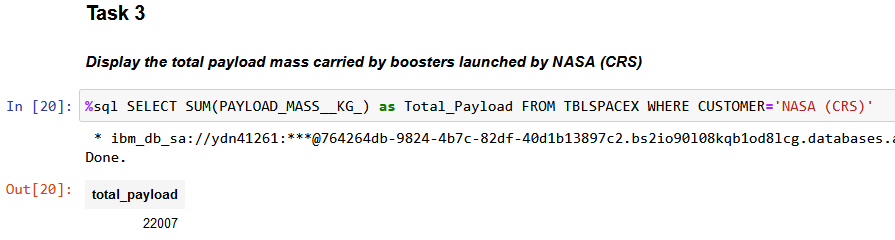 Task 3
Display the total payload mass carried by boosters launched by NASA (CRS)
In [20]: %sql SELECT SUM(PAYLOAD_MASS__KG_) as Total_Payload FROM TBLSPACEX WHERE CUSTOMER='NASA (CRS)'
* ibm_db_sa://ydn41261:***@764264db-9824-4b7c-82df-40d1b13897c2.bs2io90l08kqb1od8lcg.databases.a
Done.
Out[20]: total_payload
22007